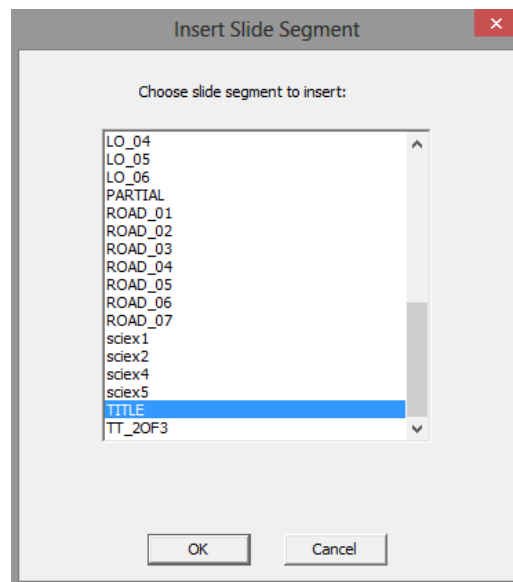 Insert Slide Segment
Choose slide segment to insert:
LO_04
LO_05
LO_06
PARTIAL
ROAD_01
ROAD_02
ROAD_03
ROAD_04
ROAD_05
ROAD_06
ROAD_07
sciex1
sciex2
sciex4
sciex5
TITLE
TT_2OF3
OK Cancel